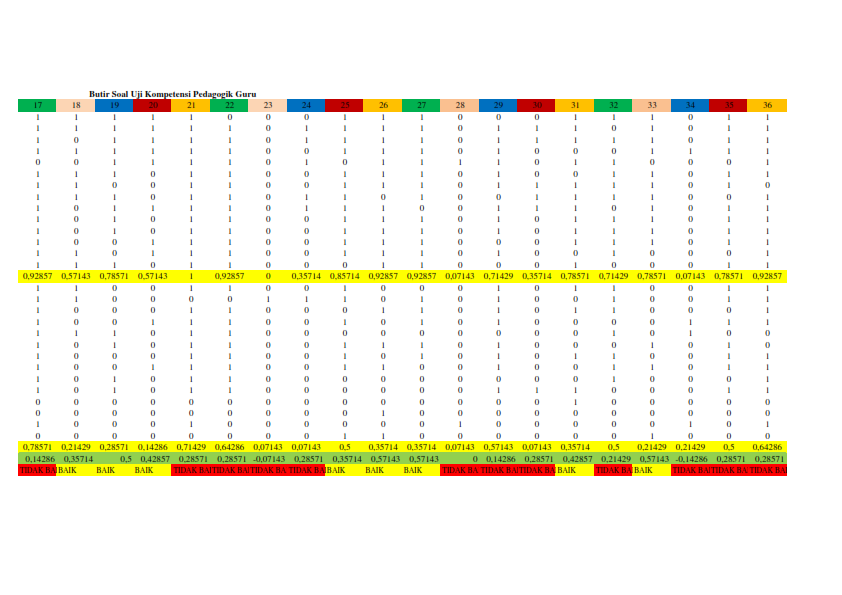 Butir Soal Uji Kompetensi Pedagogik Guru
17 18 19 20 21 22 23 24 25 26 27 28 29 30 31 32 33 34 35 36
1 1 1 1 1 0 0 0 1 1 1 0 0 0 1 1 1 0 1 1
1 1 1 1 1 1 0 1 1 1 1 0 1 1 1 0 1 0 1 1
1 0 1 1 1 1 0 1 1 1 1 0 1 1 1 1 1 0 1 1
1 1 1 1 1 1 0 0 1 1 1 0 1 0 0 0 1 1 1 1
0 0 1 1 1 1 0 1 0 1 1 1 1 0 1 1 0 0 0 1
1 1 1 0 1 1 0 0 1 1 1 0 1 0 0 1 1 0 1 1
1 1 0 0 1 1 0 0 1 1 1 0 1 1 1 1 1 0 1 0
1 1 1 0 1 1 0 1 1 0 1 0 0 1 1 1 1 0 0 1
1 0 1 1 1 1 0 1 1 1 0 0 1 1 1 0 1 0 1 1
1 0 1 0 1 1 0 0 1 1 1 0 1 0 1 1 1 0 1 1
1 0 1 0 1 1 0 0 1 1 1 0 1 0 1 1 1 0 1 1
1 0 0 1 1 1 0 0 1 1 1 0 0 0 1 1 1 0 1 1
1 1 0 1 1 1 0 0 1 1 1 0 1 0 0 1 0 0 0 1
1 1 1 0 1 1 0 0 0 1 1 0 0 0 1 0 0 0 1 1
0,92857 0,57143 0,78571 0,57143 1 0,92857 0 0,35714 0,85714 0,92857 0,92857 0,07143 0,71429 0,35714 0,78571 0,71429 0,78571 0,07143 0,78571 0,92857
1 1 0 0 1 1 0 0 1 0 0 0 1 0 1 1 0 0 1 1
1 1 0 0 0 0 1 1 1 0 1 0 1 0 0 1 0 0 1 1
1 0 0 0 1 1 0 0 0 1 1 0 1 0 1 1 0 0 0 1
1 0 0 1 1 1 0 0 1 0 1 0 1 0 0 0 0 1 1 1
1 1 1 0 1 1 0 0 0 0 0 0 0 0 0 1 0 1 0 0
1 0 1 0 1 1 0 0 1 1 1 0 1 0 0 0 1 0 1 0
1 0 0 0 1 1 0 0 1 0 1 0 1 0 1 1 0 0 1 1
1 0 0 1 1 1 0 0 1 1 0 0 1 0 0 1 1 0 1 1
1 0 1 0 1 1 0 0 0 0 0 0 0 0 0 1 0 0 0 1
1 0 1 0 1 1 0 0 0 0 0 0 1 1 1 0 0 0 1 1
0 0 0 0 0 0 0 0 0 0 0 0 0 0 1 0 0 0 0 0
0 0 0 0 0 0 0 0 0 1 0 0 0 0 0 0 0 0 0 0
1 0 0 0 1 0 0 0 0 0 0 1 0 0 0 0 0 1 0 1
0 0 0 0 0 0 0 0 1 1 0 0 0 0 0 0 1 0 0 0
0,78571 0,21429 0,28571 0,14286 0,71429 0,64286 0,07143 0,07143 0,5 0,35714 0,35714 0,07143 0,57143 0,07143 0,35714 0,5 0,21429 0,21429 0,5 0,64286
0,14286 0,35714 0,5 0,42857 0,28571 0,28571 -0,07143 0,28571 0,35714 0,57143 0,57143 0 0,14286 0,28571 0,42857 0,21429 0,57143 -0,14286 0,28571 0,28571
TIDAK BA BAIK BAIK BAIK TIDAK BAI TIDAK BAI TIDAK BA TIDAK BA BAIK BAIK BAIK TIDAK BA TIDAK BA TIDAK BA BAIK TIDAK BA BAIK TIDAK BA TIDAK BA TIDAK BA